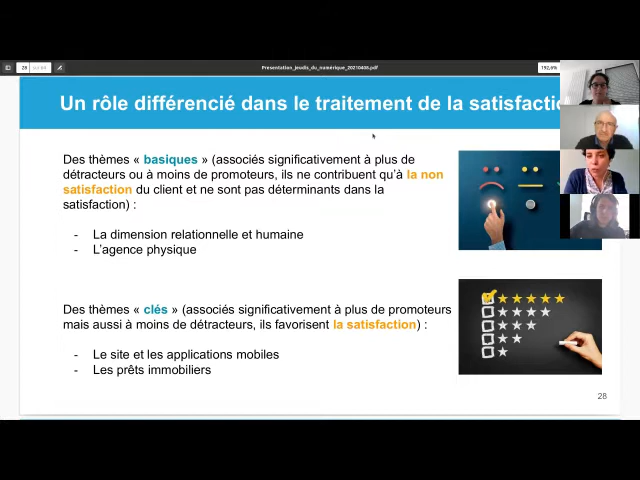 28
Presentation_jeudis_du_numérique_20210408.pdf
192,6%
Un rôle différencié dans le traitement de la satisfactio
Des thèmes « basiques » (associés significativement à plus de
détracteurs ou à moins de promoteurs, ils ne contribuent qu'à la non
satisfaction du client et ne sont pas déterminants dans la
satisfaction) :
- La dimension relationnelle et humaine
- L'agence physique
Des thèmes « clés » (associés significativement à plus de promoteurs
mais aussi à moins de détracteurs, ils favorisent la satisfaction) :
- Le site et les applications mobiles
- Les prêts immobiliers
28